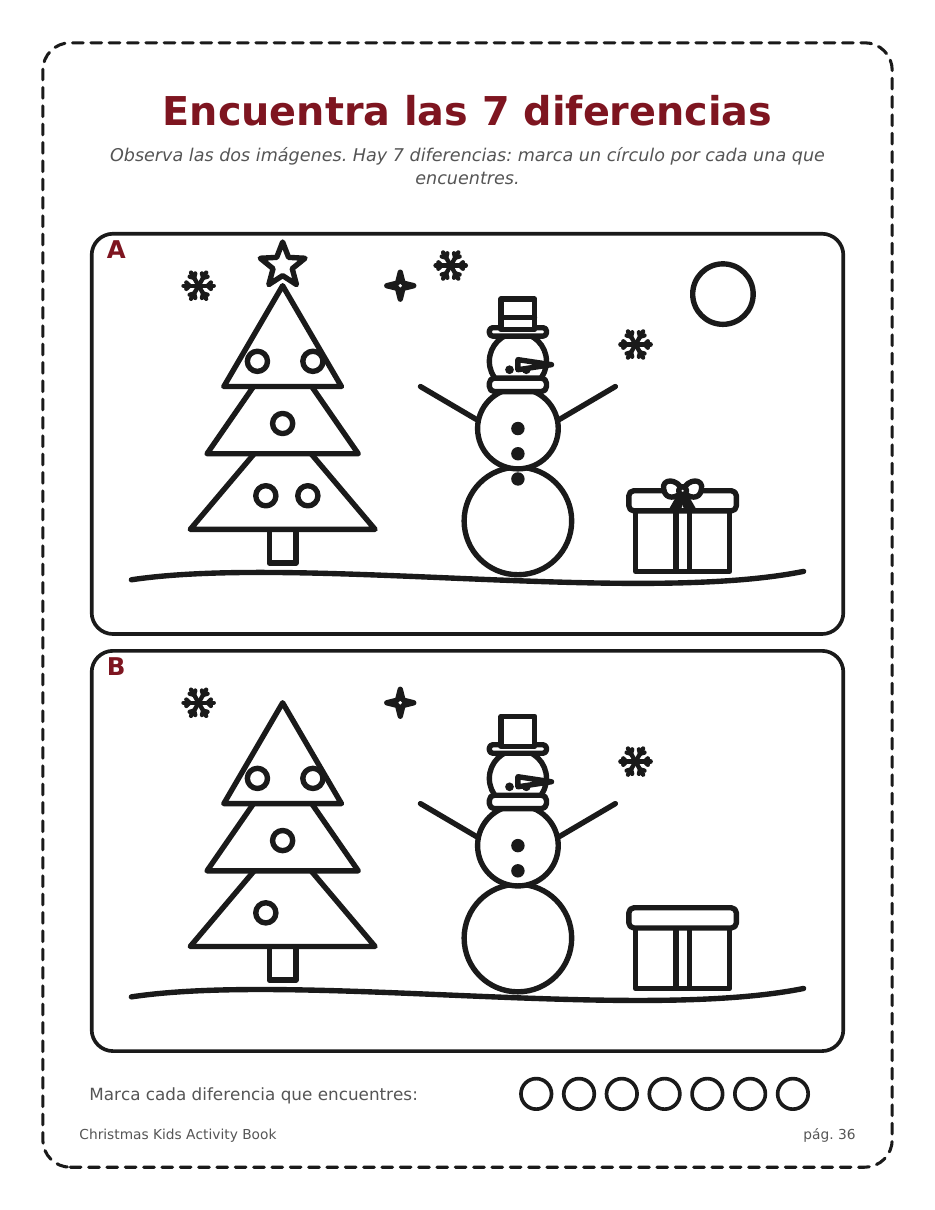 Encuentra las 7 diferencias
Observa las dos imágenes. Hay 7 diferencias: marca un círculo por cada una que
encuentres.
A
B
Marca cada diferencia que encuentres:
Christmas Kids Activity Book
pág. 36